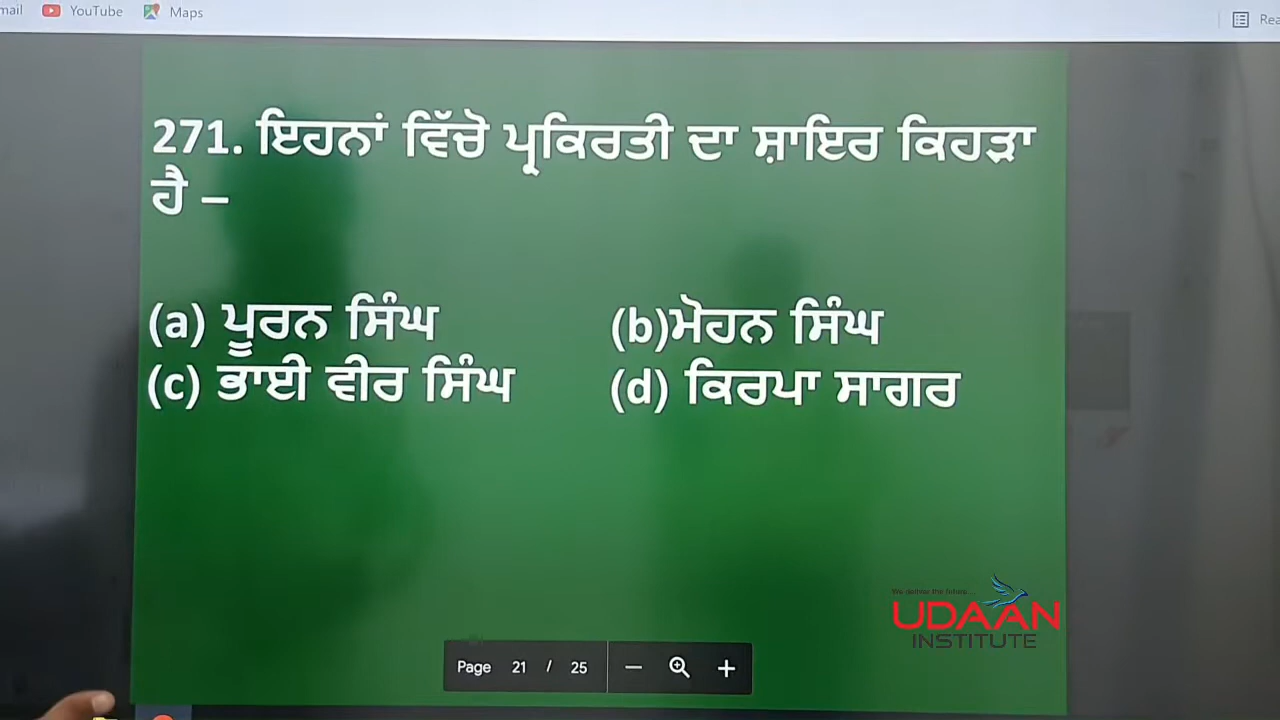 mail YouTube Maps
271. ਇਹਨਾਂ ਵਿੱਚੋ ਪ੍ਰਕਿਰਤੀ ਦਾ ਸ਼ਾਇਰ ਕਿਹੜਾ
ਹੈ –
(a) ਪੂਰਨ ਸਿੰਘ (b)ਮੋਹਨ ਸਿੰਘ
(c) ਭਾਈ ਵੀਰ ਸਿੰਘ (d) ਕਿਰਪਾ ਸਾਗਰ
UDAAN
INSTITUTE
Page 21 / 25